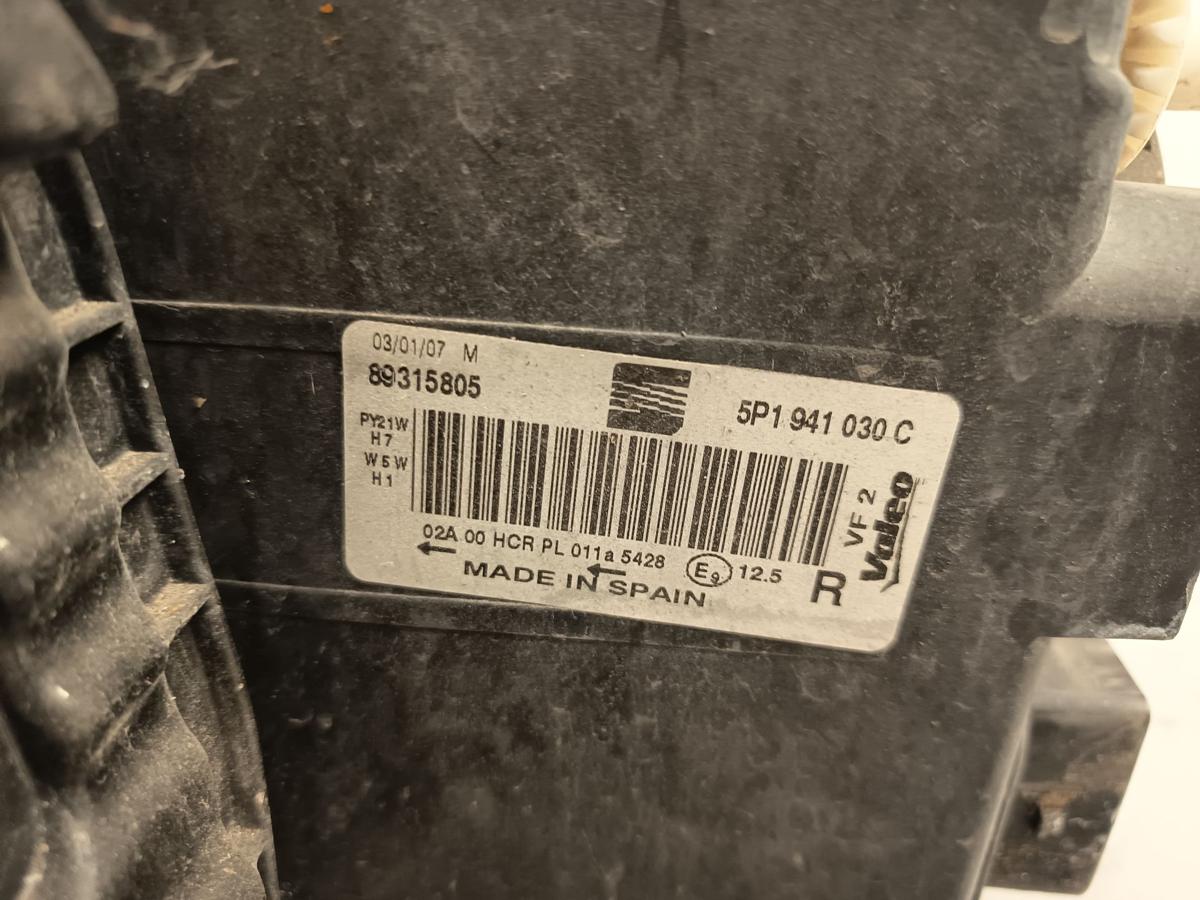 03/01/07 M
89315805
5P1 941 030 C
PY21W
H7
W5W
H1
02A 00 HCR PL 011a 5428 E9 12.5
MADE IN SPAIN
R
VF 2
Valeo